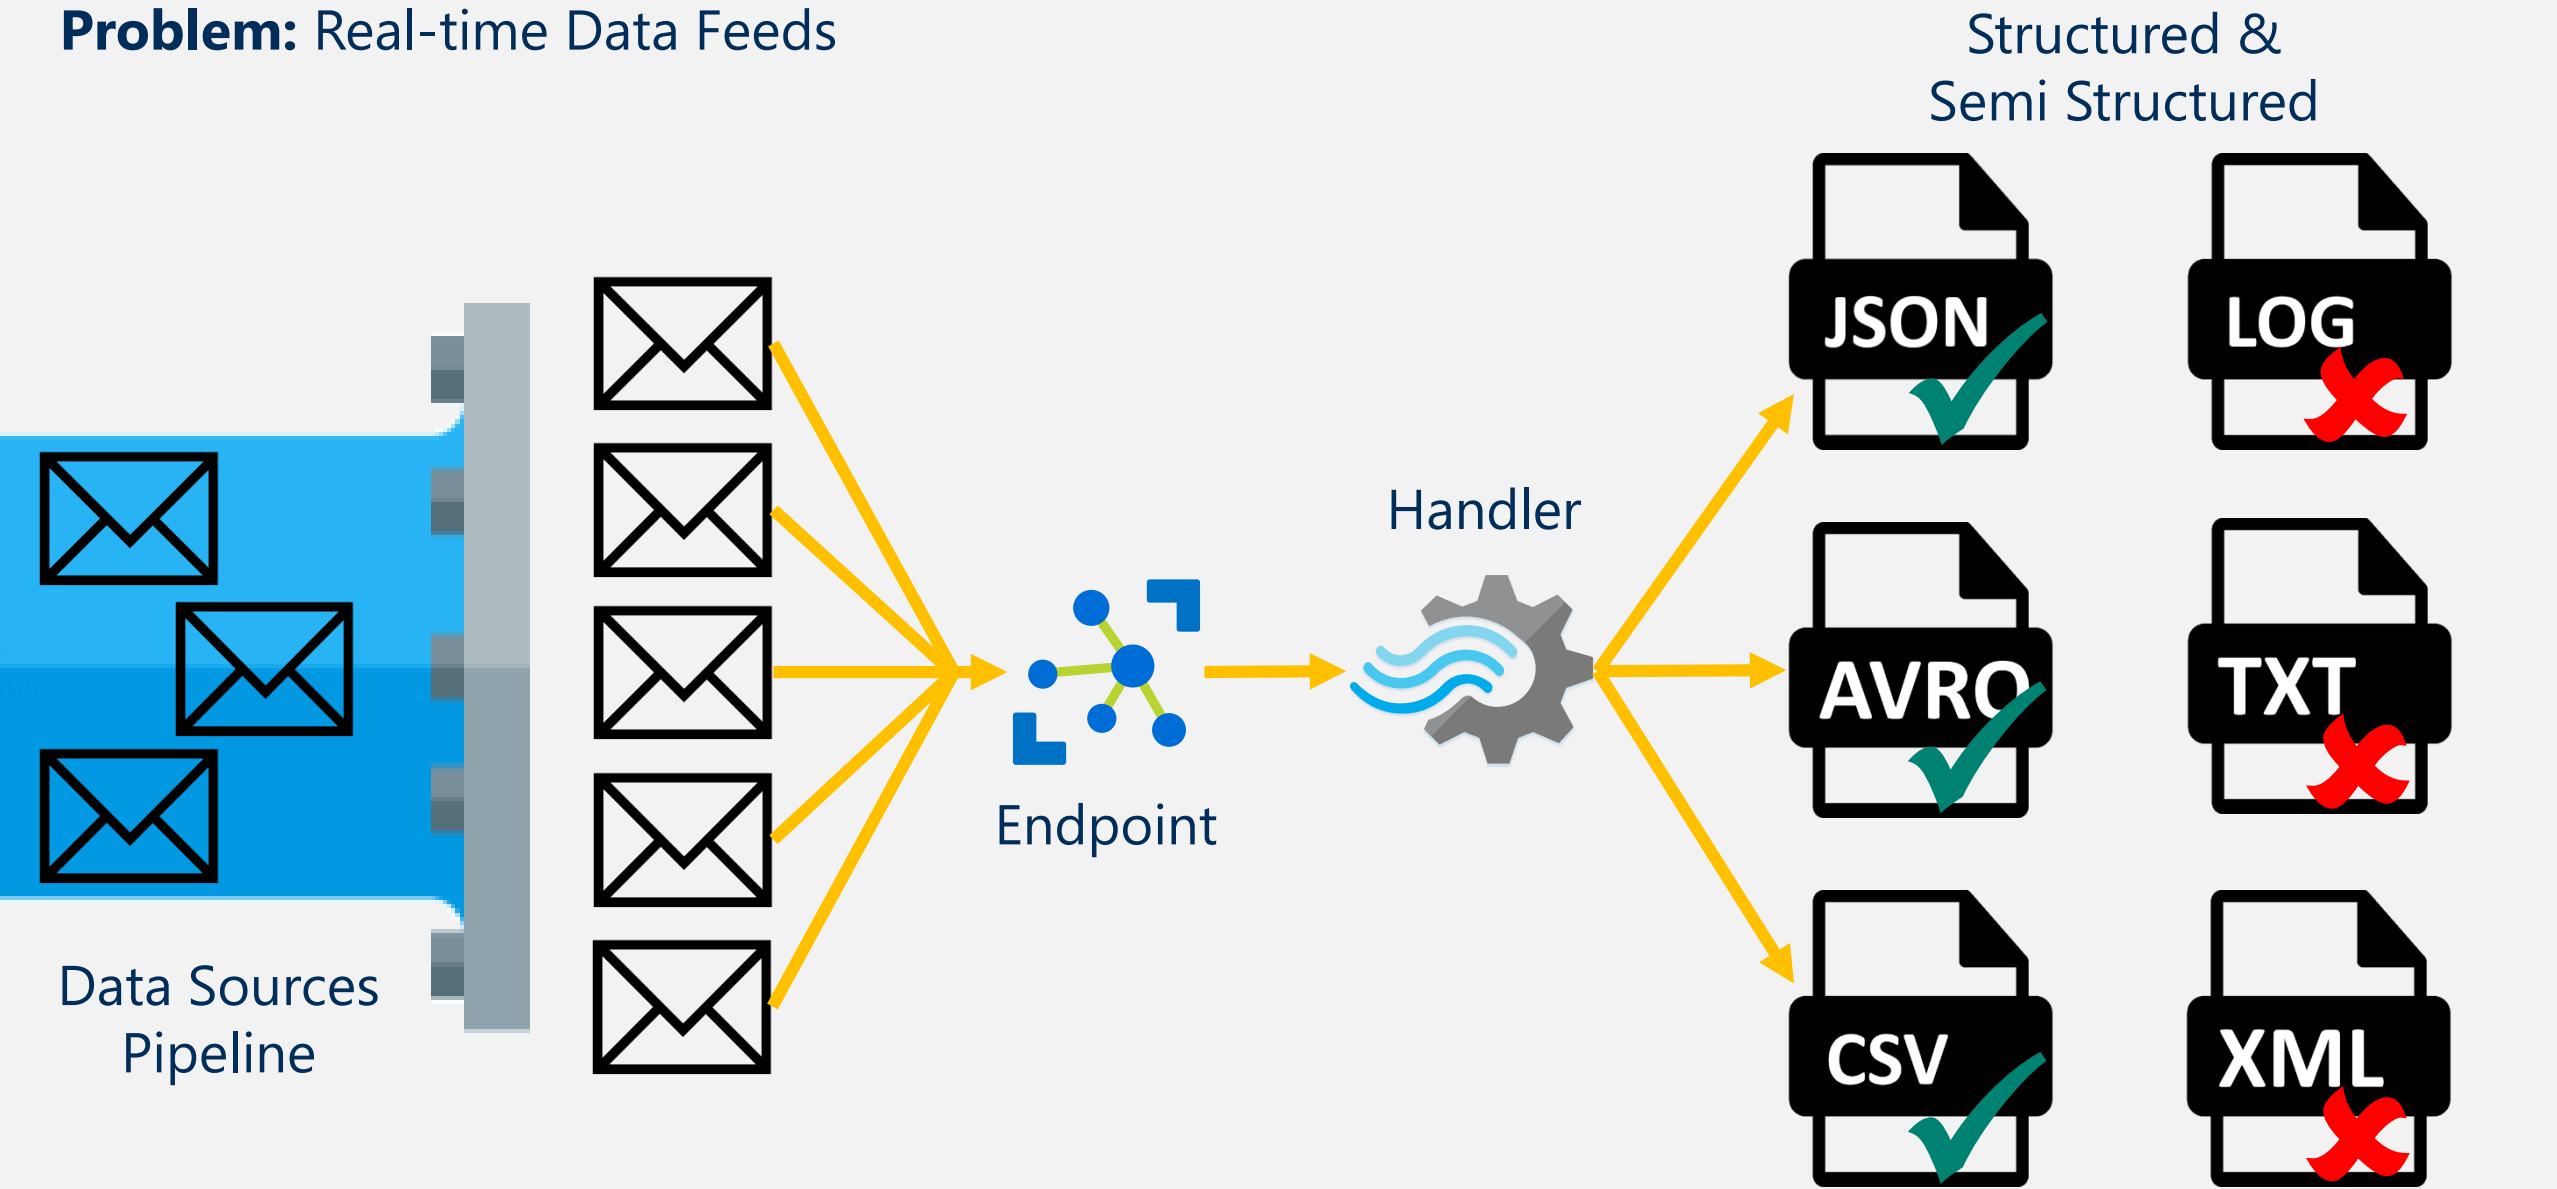 Problem: Real-time Data Feeds
Structured &
Semi Structured
JSON
LOG
Handler
AVRO
TXT
Endpoint
Data Sources
Pipeline
CSV
XML